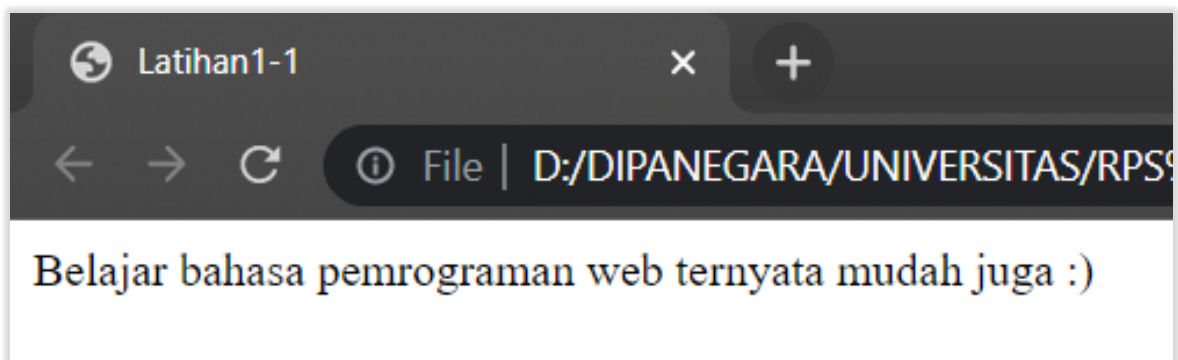 Latihan1-1
File | D:/DIPANEGARA/UNIVERSITAS/RPS%
Belajar bahasa pemrograman web ternyata mudah juga :)